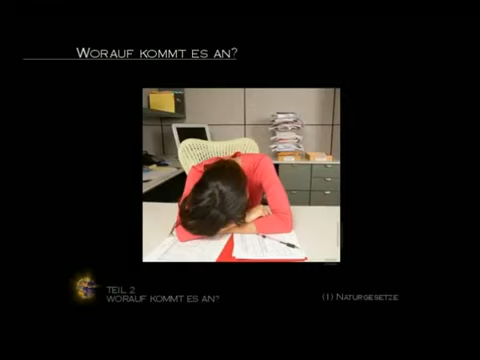 Worauf kommt es an?
Teil 2
Worauf kommt es an?
(1) Naturgesetze